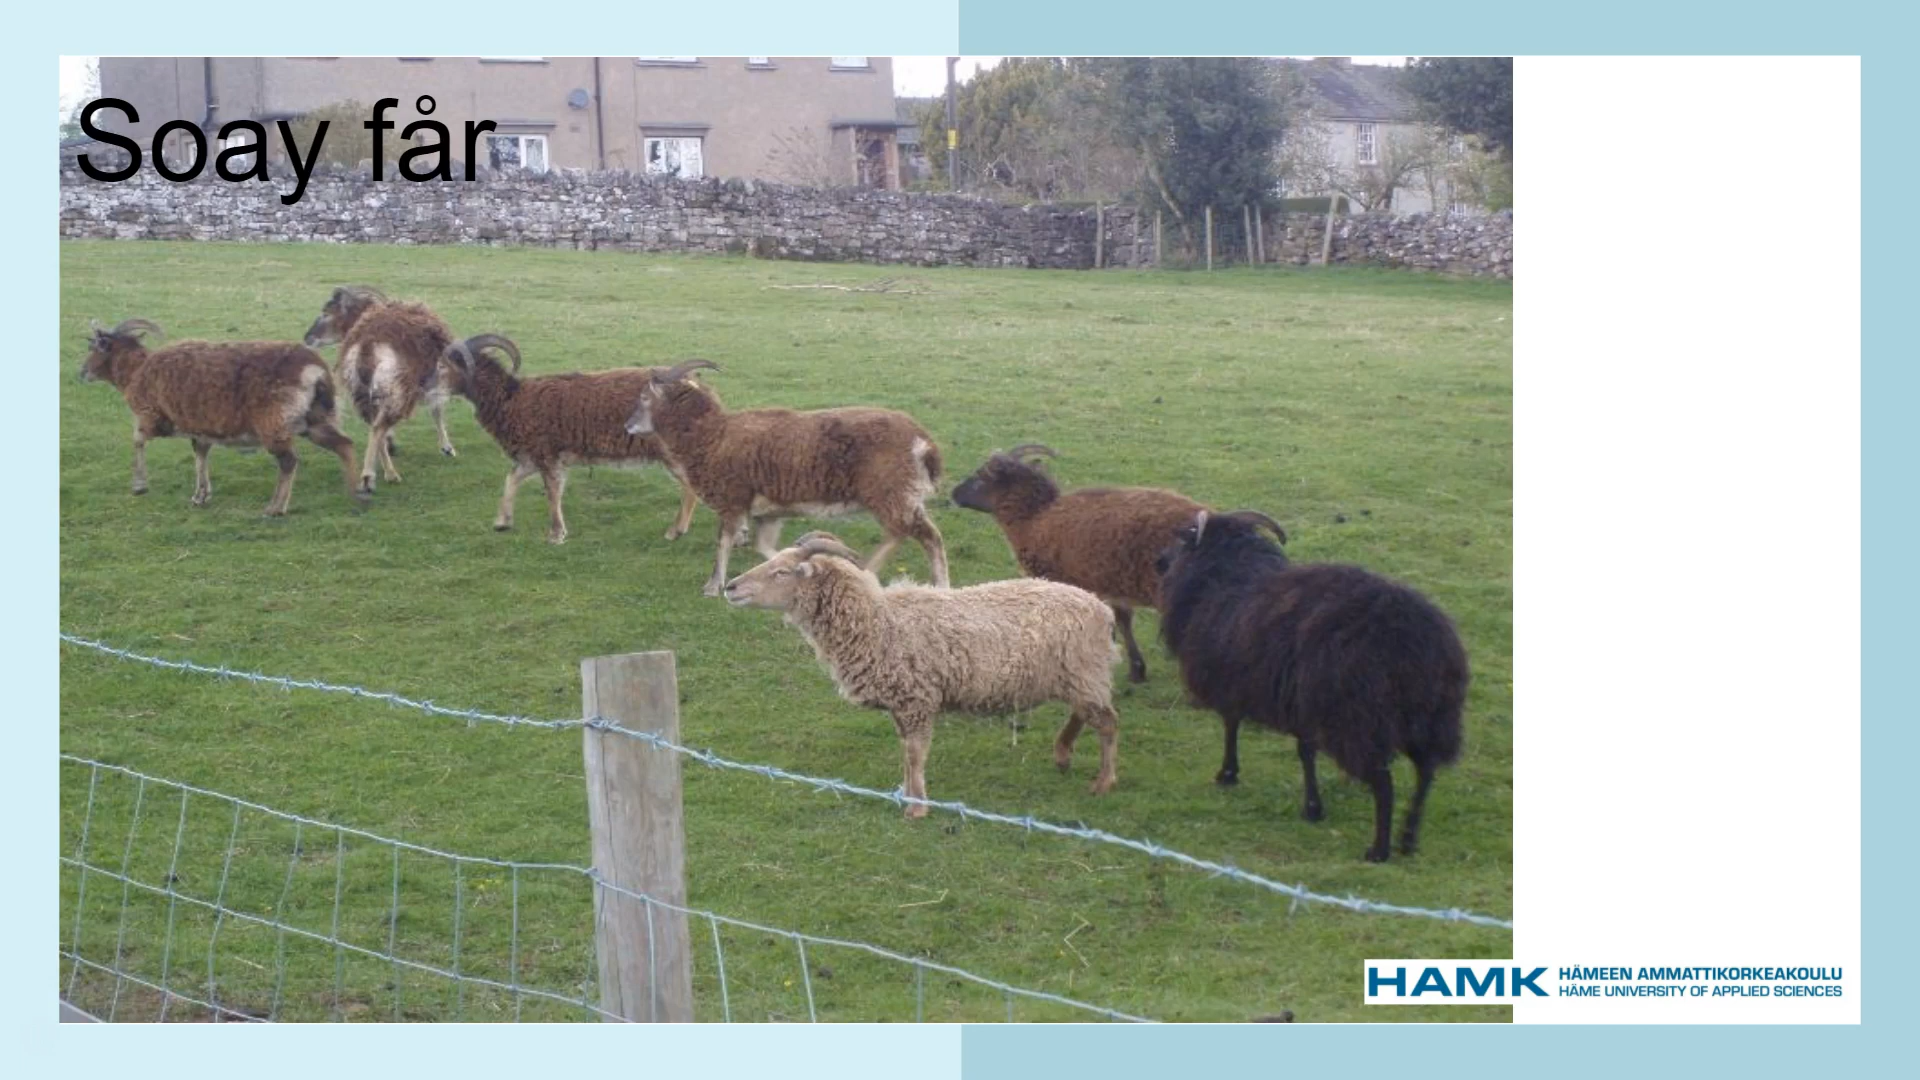 Soay får
HAMK HÄMEEN AMMATTIKORKEAKOULU
HÄME UNIVERSITY OF APPLIED SCIENCES